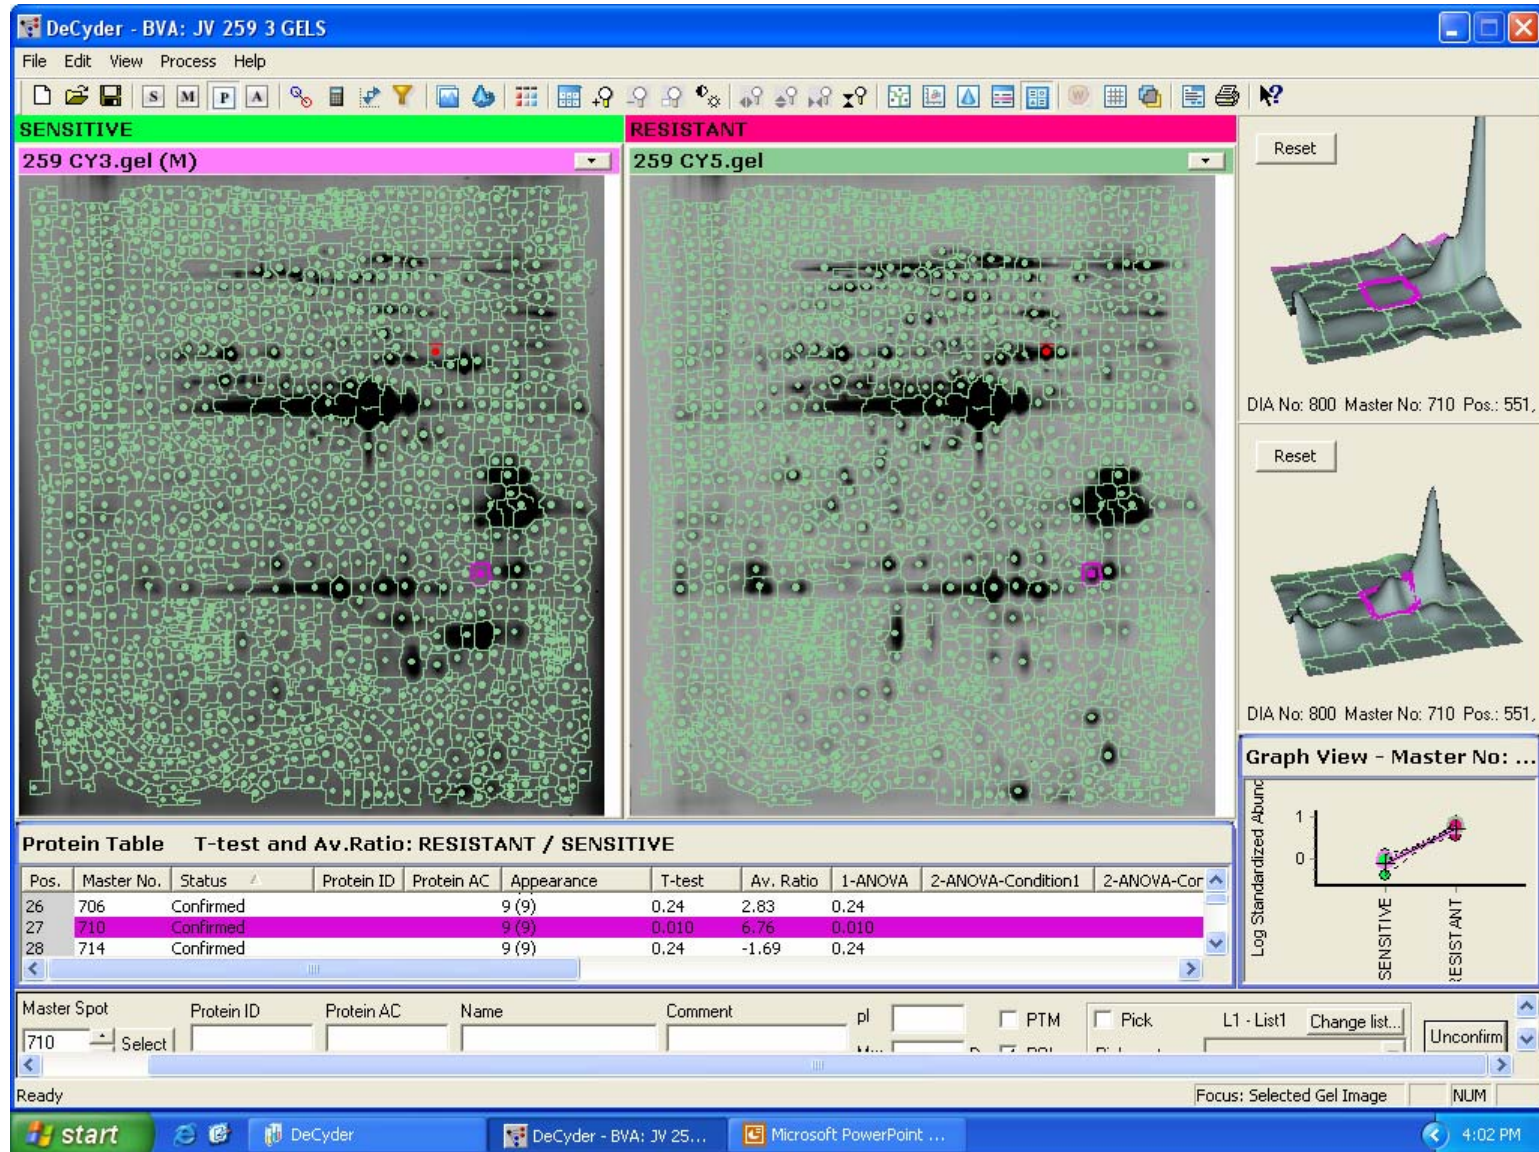 DeCyder - BVA: JV 259 3 GELS
File Edit View Process Help
S M P A
SENSITIVE
RESISTANT
259 CY3.gel (M)
259 CY5.gel
Reset
DIA No: 800 Master No: 710 Pos.: 551,
Reset
DIA No: 800 Master No: 710 Pos.: 551,
Graph View - Master No: ...
Log Standardized Abund
1
0
SENSITIVE
RESISTANT
Protein Table T-test and Av.Ratio: RESISTANT / SENSITIVE
Pos. Master No. Status Protein ID Protein AC Appearance T-test Av. Ratio 1-ANOVA 2-ANOVA-Condition1 2-ANOVA-Cor
26 706 Confirmed 9 (9) 0.24 2.83 0.24
27 710 Confirmed 9 (9) 0.010 6.76 0.010
28 714 Confirmed 9 (9) 0.24 -1.69 0.24
Master Spot Protein ID Protein AC Name Comment pI PTM Pick L1 - List1 Change list...
710 Select Unconfirm
Ready
Focus: Selected Gel Image NUM
start DeCyder DeCyder - BVA: JV 25... Microsoft PowerPoint ... 4:02 PM